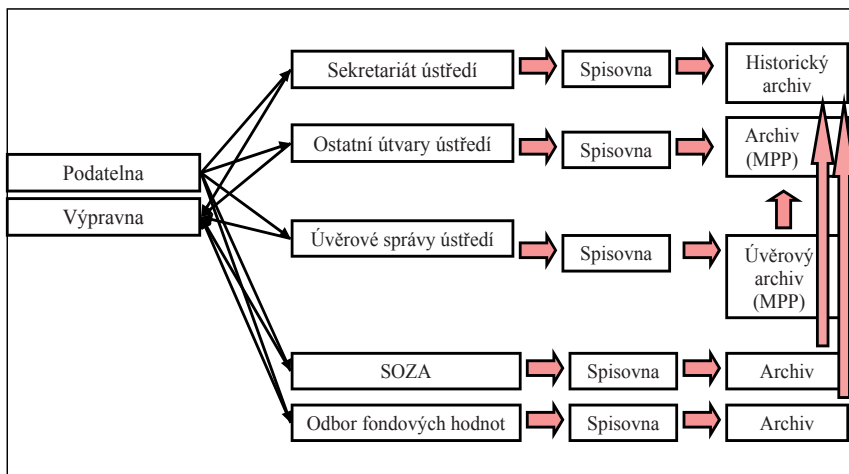 Sekretariát ústředí
Spisovna
Historický
archiv
Ostatní útvary ústředí
Spisovna
Archiv
(MPP)
Podatelna
Výpravna
Úvěrové správy ústředí
Spisovna
Úvěrový
archiv
(MPP)
SOZA
Spisovna
Archiv
Odbor fondových hodnot
Spisovna
Archiv